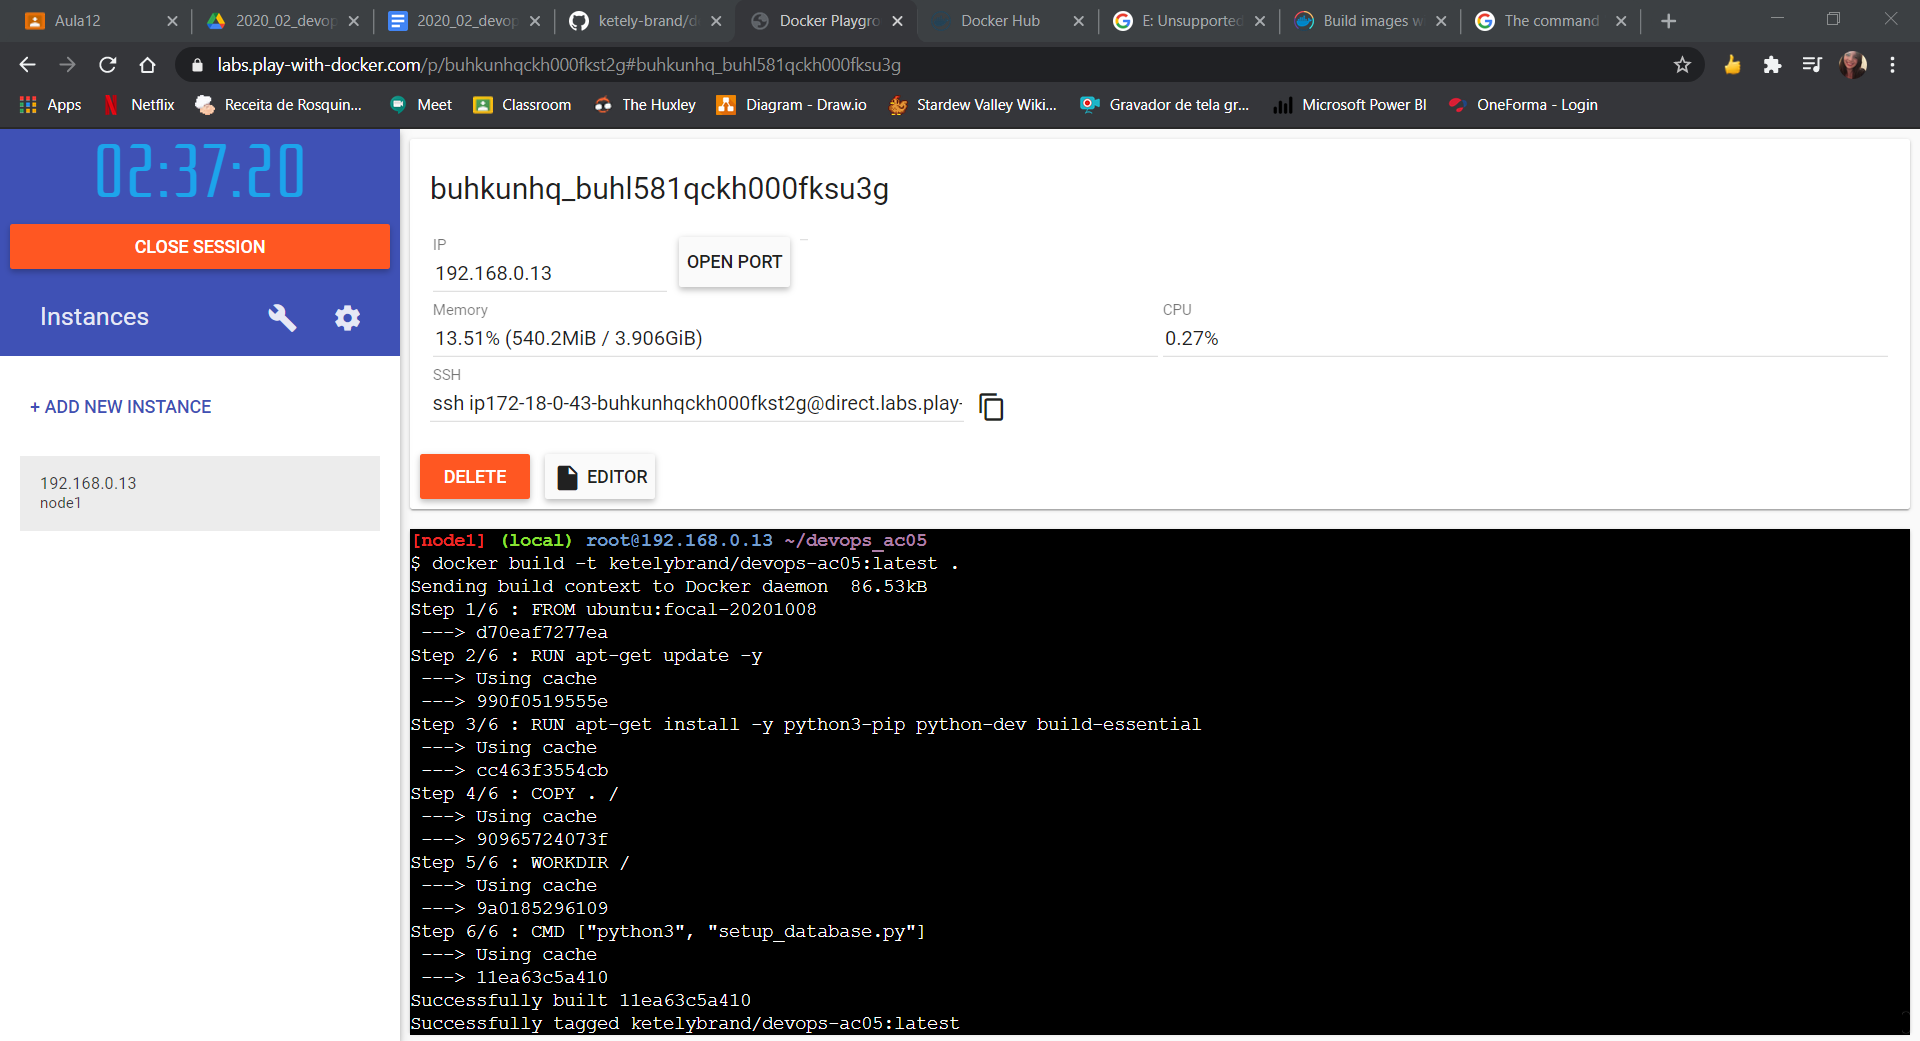 Aula12
2020_02_devop
2020_02_devop
ketely-brand/d
Docker Playgro
Docker Hub
E: Unsupported
Build images w
The command
labs.play-with-docker.com/p/buhkunhqckh000fkst2g#buhkunhq_buhl581qckh000fksu3g
Apps
Netflix
Receita de Rosquin...
Meet
Classroom
The Huxley
Diagram - Draw.io
Stardew Valley Wiki...
Gravador de tela gr...
Microsoft Power BI
OneForma - Login
02:37:20
CLOSE SESSION
Instances
+ ADD NEW INSTANCE
192.168.0.13
node1
buhkunhq_buhl581qckh000fksu3g
IP
192.168.0.13
OPEN PORT
Memory
13.51% (540.2MiB / 3.906GiB)
CPU
0.27%
SSH
ssh ip172-18-0-43-buhkunhqckh000fkst2g@direct.labs.play-
DELETE
EDITOR
[node1] (local) root@192.168.0.13 ~/devops_ac05
$ docker build -t ketelybrand/devops-ac05:latest .
Sending build context to Docker daemon  86.53kB
Step 1/6 : FROM ubuntu:focal-20201008
 ---> d70eaf7277ea
Step 2/6 : RUN apt-get update -y
 ---> Using cache
 ---> 990f0519555e
Step 3/6 : RUN apt-get install -y python3-pip python-dev build-essential
 ---> Using cache
 ---> cc463f3554cb
Step 4/6 : COPY . /
 ---> Using cache
 ---> 90965724073f
Step 5/6 : WORKDIR /
 ---> Using cache
 ---> 9a0185296109
Step 6/6 : CMD ["python3", "setup_database.py"]
 ---> Using cache
 ---> 11ea63c5a410
Successfully built 11ea63c5a410
Successfully tagged ketelybrand/devops-ac05:latest